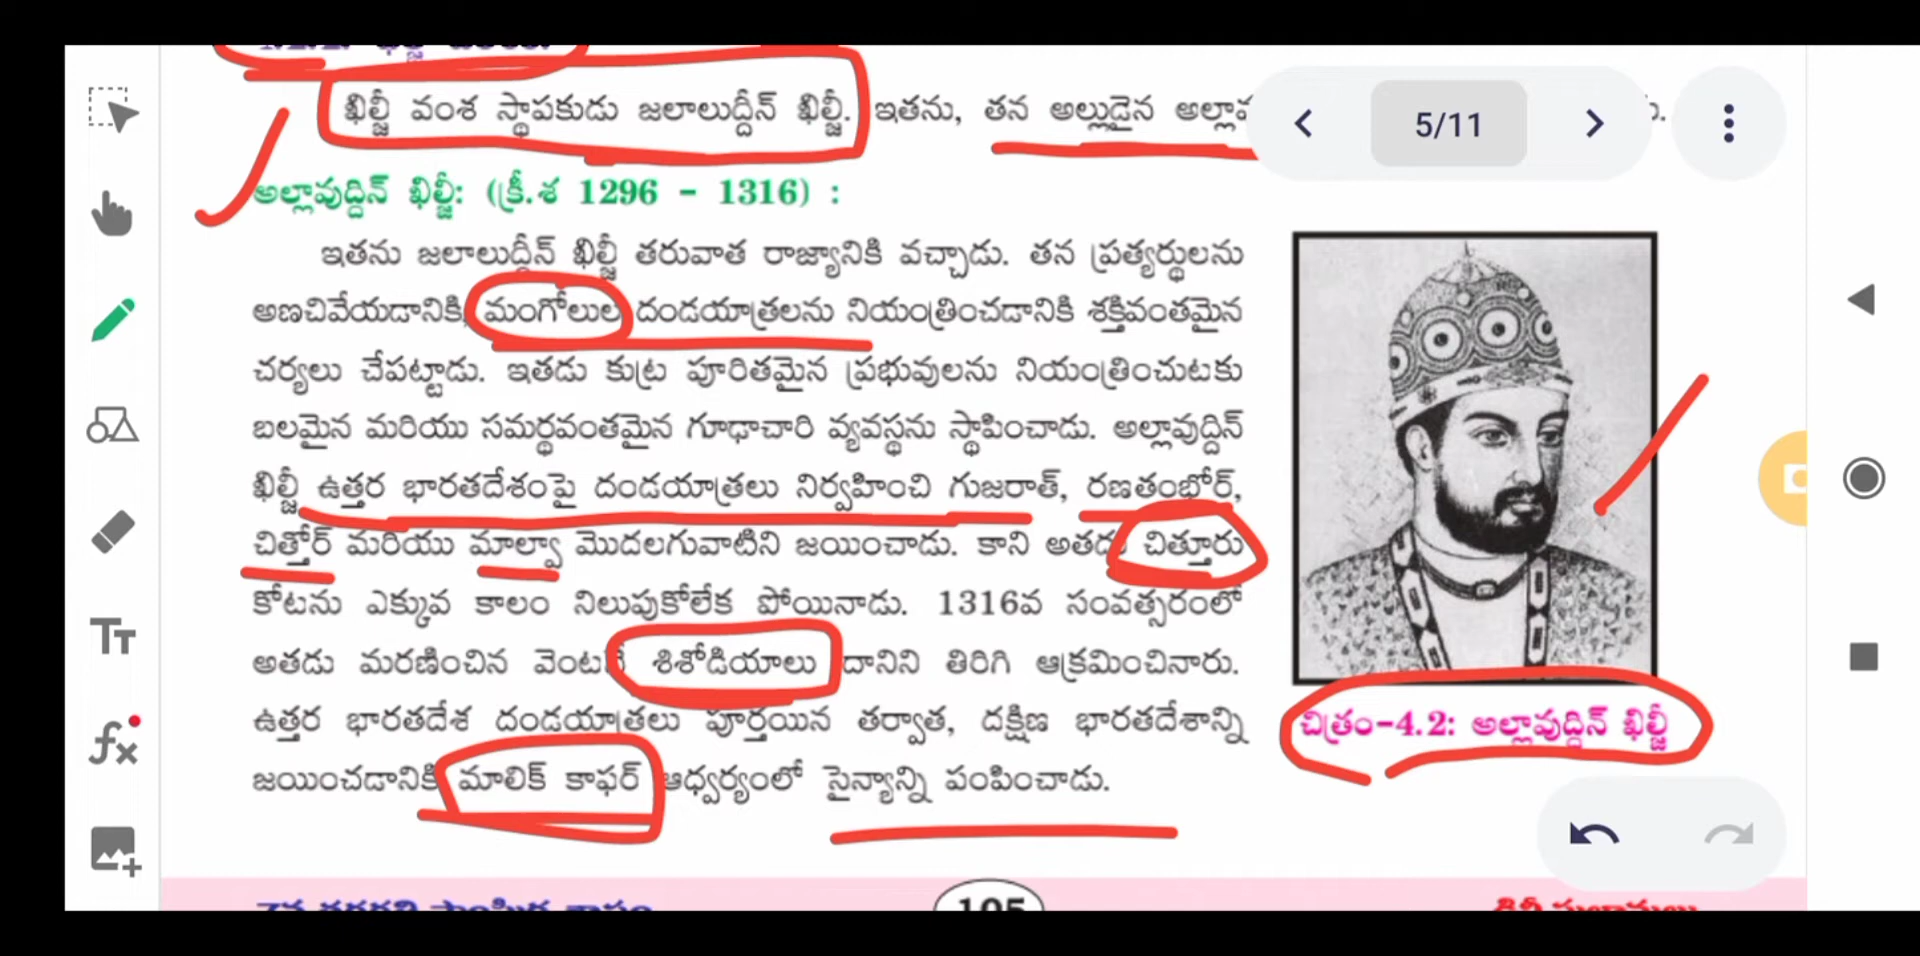 ఖిల్జీ వంశ స్థాపకుడు జలాలుద్దీన్ ఖిల్జీ. ఇతను, తన అల్లుడైన
5/11
అల్లావుద్దిన్ ఖిల్జీ: (క్రీ.శ 1296 - 1316) :
ఇతను జలాలుద్దీన్ ఖిల్జీ తరువాత రాజ్యానికి వచ్చాడు. తన ప్రత్యర్థులను
అణచివేయడానికి, మంగోలుల దండయాత్రలను నియంత్రించడానికి శక్తివంతమైన
చర్యలు చేపట్టాడు. ఇతడు కుట్ర పూరితమైన ప్రభువులను నియంత్రించుటకు
బలమైన మరియు సమర్థవంతమైన గూఢాచారి వ్యవస్థను స్థాపించాడు. అల్లావుద్దిన్
ఖిల్జీ ఉత్తర భారతదేశంపై దండయాత్రలు నిర్వహించి గుజరాత్, రణతంభోర్,
చిత్తోర్ మరియు మాల్వా మొదలగువాటిని జయించాడు. కాని అతడు చిత్తూరు
కోటను ఎక్కువ కాలం నిలుపుకోలేక పోయినాడు. 1316వ సంవత్సరంలో
అతడు మరణించిన వెంటనే శిశోడియాలు దానిని తిరిగి ఆక్రమించినారు.
ఉత్తర భారతదేశ దండయాత్రలు పూర్తయిన తర్వాత, దక్షిణ భారతదేశాన్ని
జయించడానికి మాలిక్ కాఫర్ ఆధ్వర్యంలో సైన్యాన్ని పంపించాడు.
చిత్రం-4.2: అల్లావుద్దిన్ ఖిల్జీ
TT
fx
195